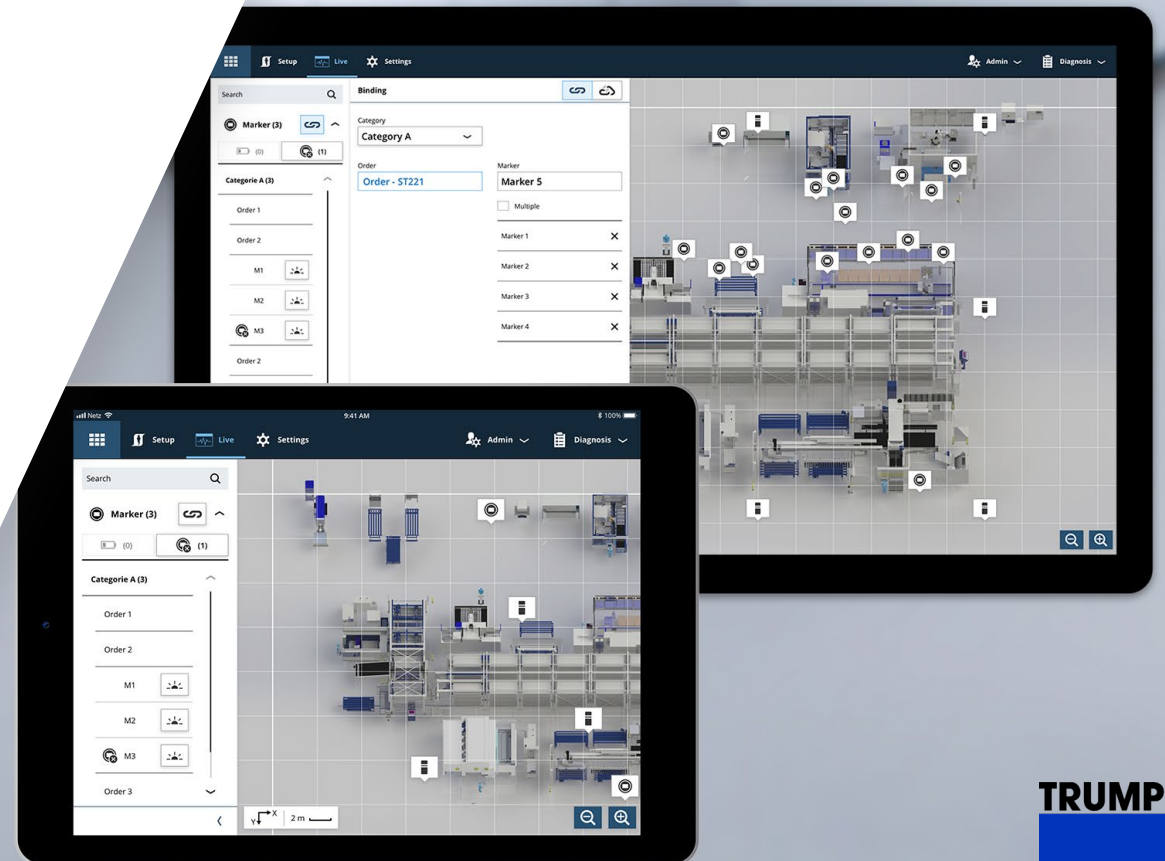 Setup Live Settings Admin Diagnosis
Search
Marker (3)
(0) (1)
Categorie A (3)
Order 1
Order 2
M1
M2
M3
Order 2
Binding
Category
Category A
Order
Order - ST221
Marker
Marker 5
Multiple
Marker 1
Marker 2
Marker 3
Marker 4
Netz 9:41 AM 100%
Setup Live Settings Admin Diagnosis
Search
Marker (3)
(0) (1)
Categorie A (3)
Order 1
Order 2
M1
M2
M3
Order 3
Y X 2 m
TRUMP